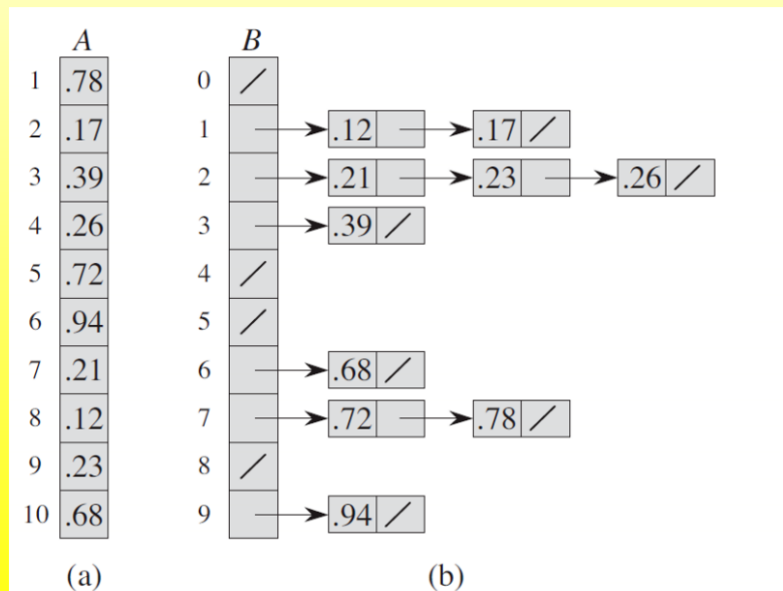 A B
1 .78 0 /
2 .17 1 .12 .17 /
3 .39 2 .21 .23 .26 /
4 .26 3 .39 /
5 .72 4 /
6 .94 5 /
7 .21 6 .68 /
8 .12 7 .72 .78 /
9 .23 8 /
10 .68 9 .94 /
(a) (b)